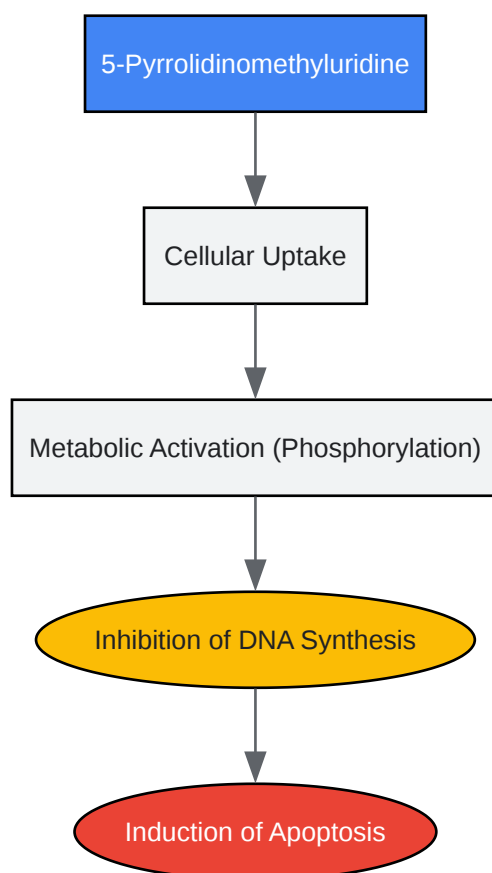 5-Pyrrolidinomethyluridine
Cellular Uptake
Metabolic Activation (Phosphorylation)
Inhibition of DNA Synthesis
Induction of Apoptosis